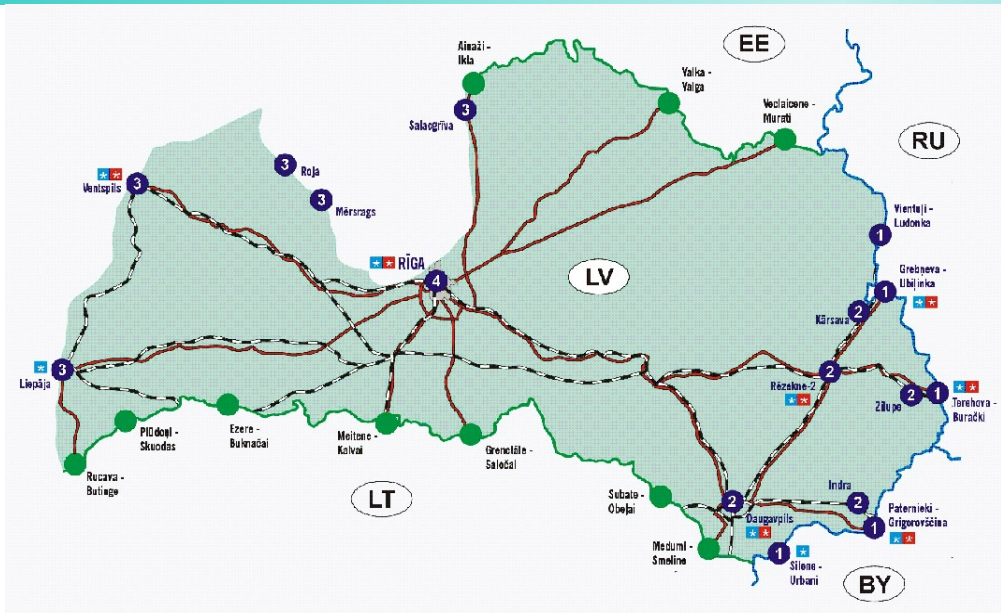 Ainaži -
Ikla
EE
Valka -
Valga
Veclaicene -
Murati
3
Salacgrīva
RU
3
Roja
3
Ventspils
3
Mērsrags
Vientuļi -
Ludonka
1
RĪGA
4
LV
Grebņeva -
Ubiļinka
1
Kārsava
2
3
Liepāja
Rēzekne-2
2
Zilupe
2
1
Terehova -
Burački
Plūdoņi -
Skuodas
Ezere -
Buknačai
Meitene -
Kalvai
Grenctāle -
Saločai
Rucava -
Butinge
LT
Subate -
Obeļai
2
Daugavpils
Indra
2
Paternieki -
Grigorovščina
1
Medumi -
Smeline
1
Silene -
Urbani
BY